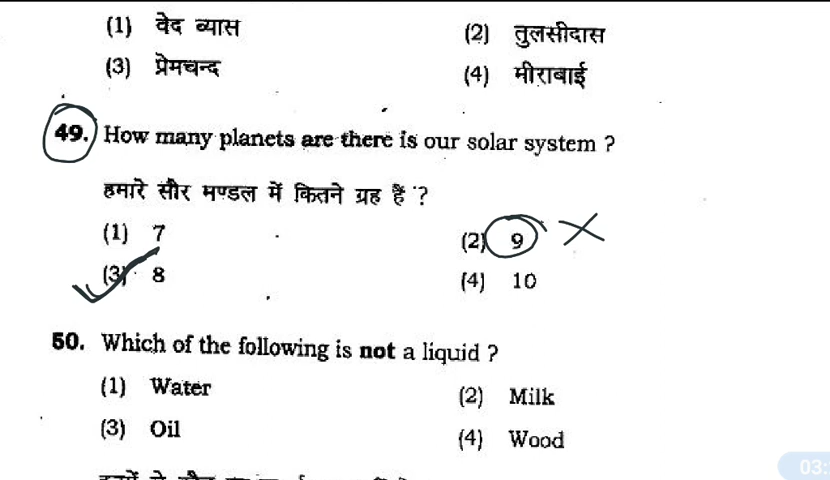 (1) वेद व्यास (2) तुलसीदास
(3) प्रेमचन्द (4) मीराबाई
49. How many planets are there is our solar system ?
हमारे सौर मण्डल में कितने ग्रह हैं ?
(1) 7 (2) 9
(3) 8 (4) 10
50. Which of the following is not a liquid ?
(1) Water (2) Milk
(3) Oil (4) Wood
03: